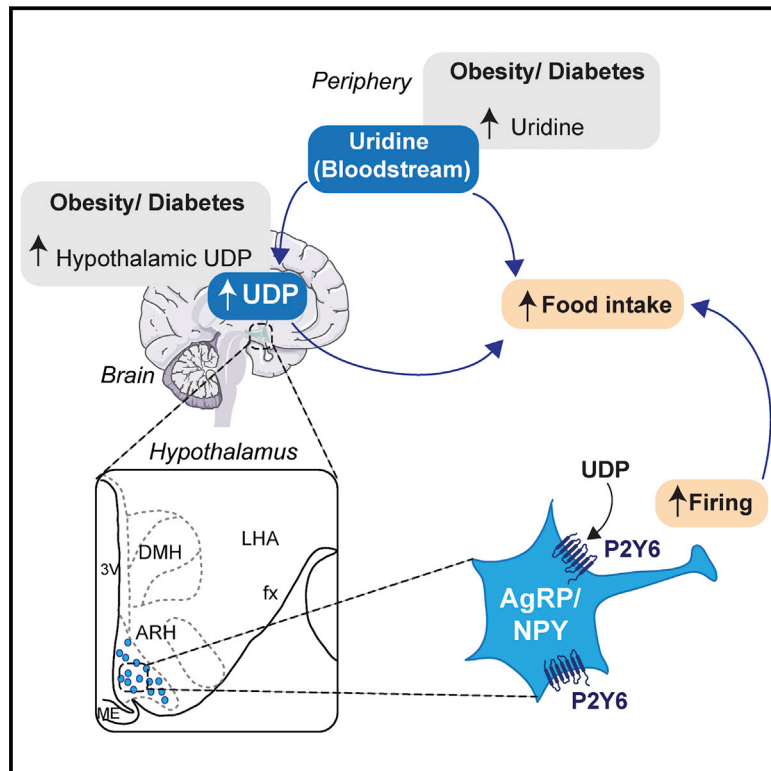 Periphery
Obesity/ Diabetes
↑ Uridine
Uridine
(Bloodstream)
Obesity/ Diabetes
↑ Hypothalamic UDP
↑ UDP
↑ Food intake
Brain
Hypothalamus
UDP
↑Firing
P2Y6
DMH
LHA
3V
fx
ARH
AgRP/
NPY
ME
P2Y6